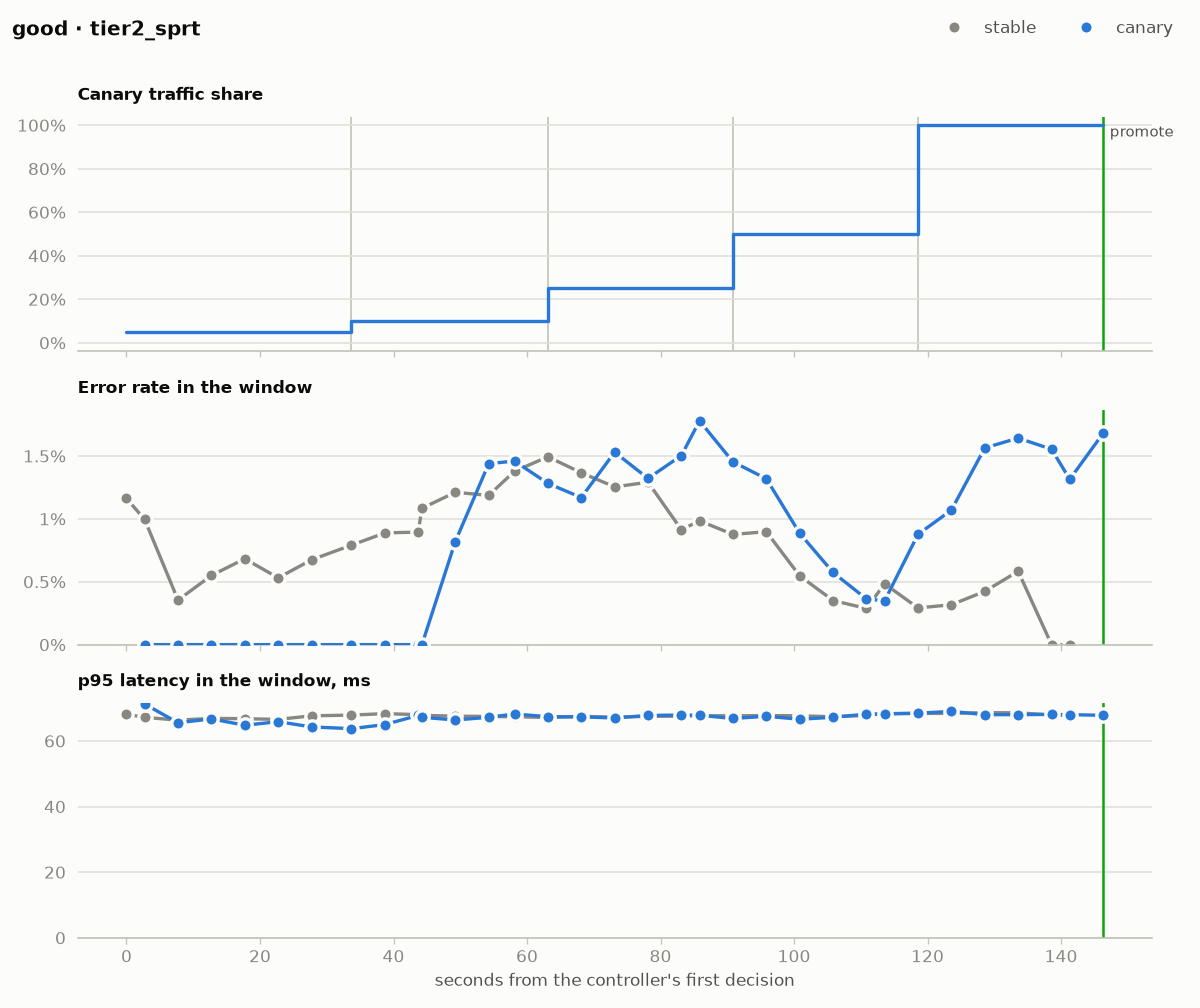 good · tier2_sprt
stable canary
Canary traffic share
100%
promote
80%
60%
40%
20%
0%
Error rate in the window
1.5%
1%
0.5%
0%
p95 latency in the window, ms
60
40
20
0
0 20 40 60 80 100 120 140
seconds from the controller's first decision